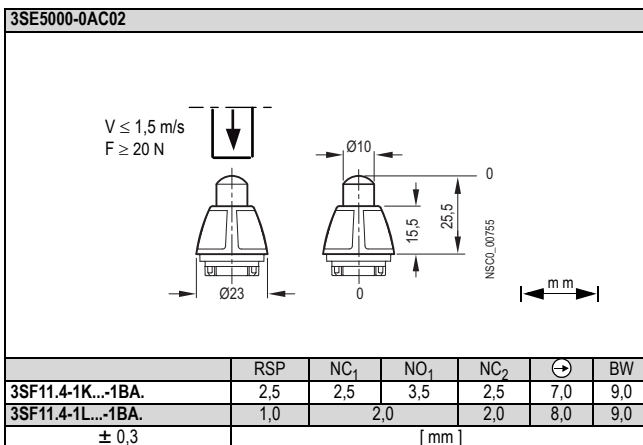 3SE5000-0AC02
V ≤ 1,5 m/s
F ≥ 20 N
Ø10
0
15,5
25,5
NSC0_00755
m m
Ø23
0
RSP NC1 NO1 NC2 BW
3SF11.4-1K...-1BA. 2,5 2,5 3,5 2,5 7,0 9,0
3SF11.4-1L...-1BA. 1,0 2,0 2,0 8,0 9,0
± 0,3 [ mm ]